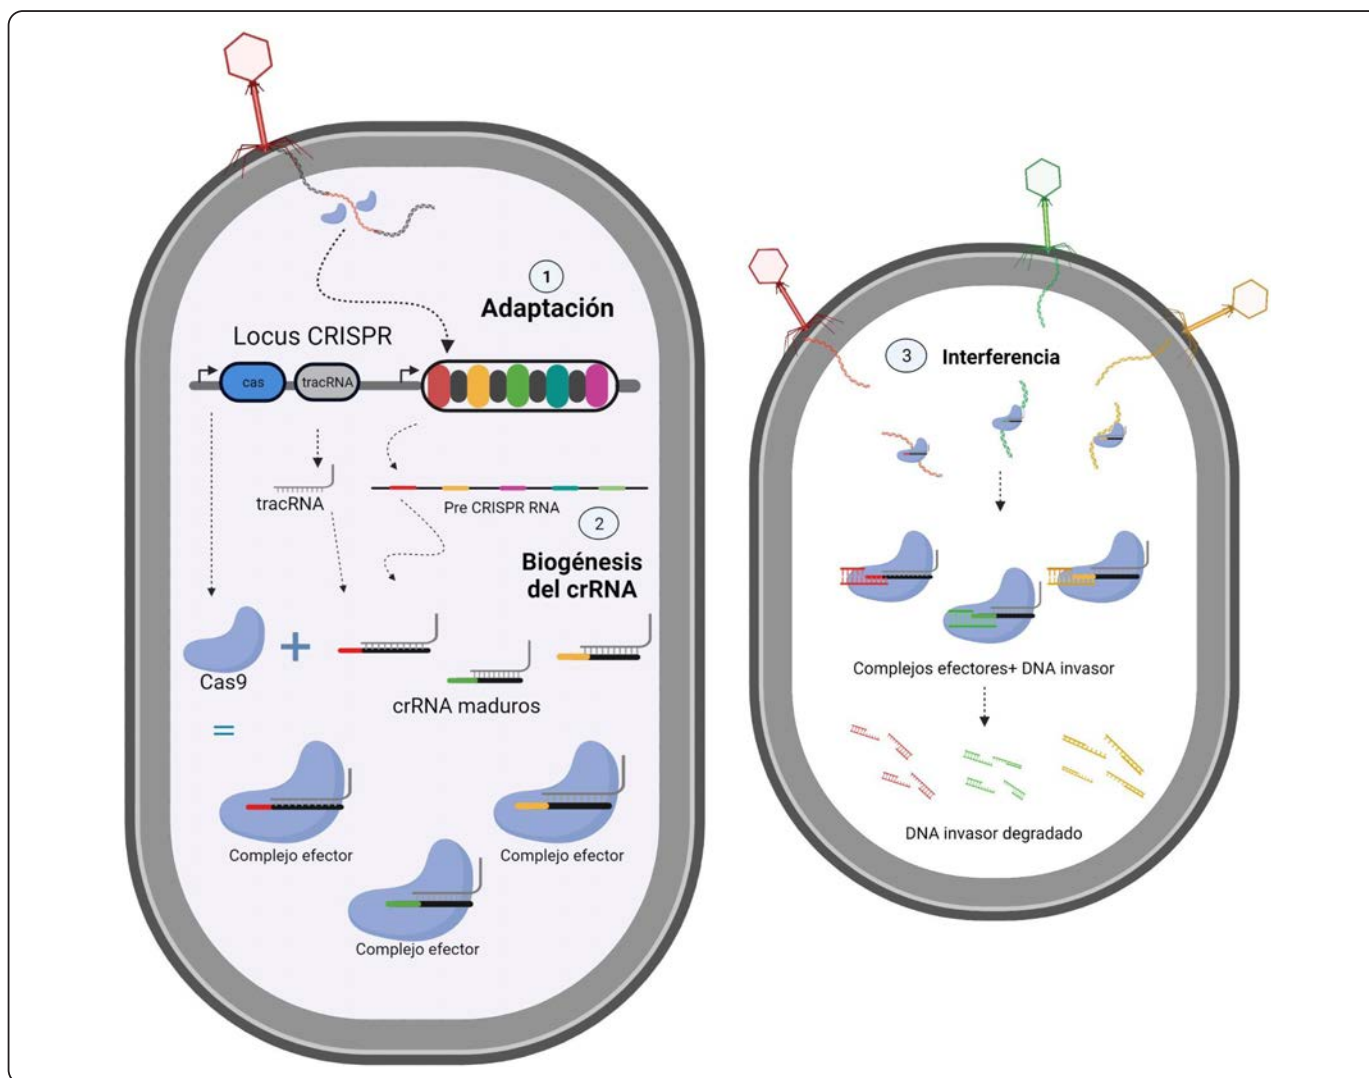 1
Adaptación
Locus CRISPR
cas
tracRNA
tracRNA
Pre CRISPR RNA
2
Biogénesis
del crRNA
Cas9
+
crRNA maduros
=
Complejo efector
Complejo efector
Complejo efector
3
Interferencia
Complejos efectores+ DNA invasor
DNA invasor degradado